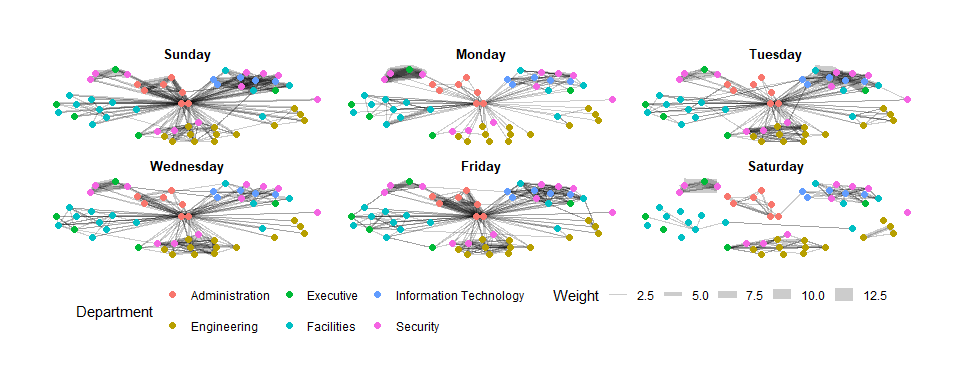 Sunday Monday Tuesday
Wednesday Friday Saturday
Department Administration Executive Information Technology Weight 2.5 5.0 7.5 10.0 12.5
Engineering Facilities Security